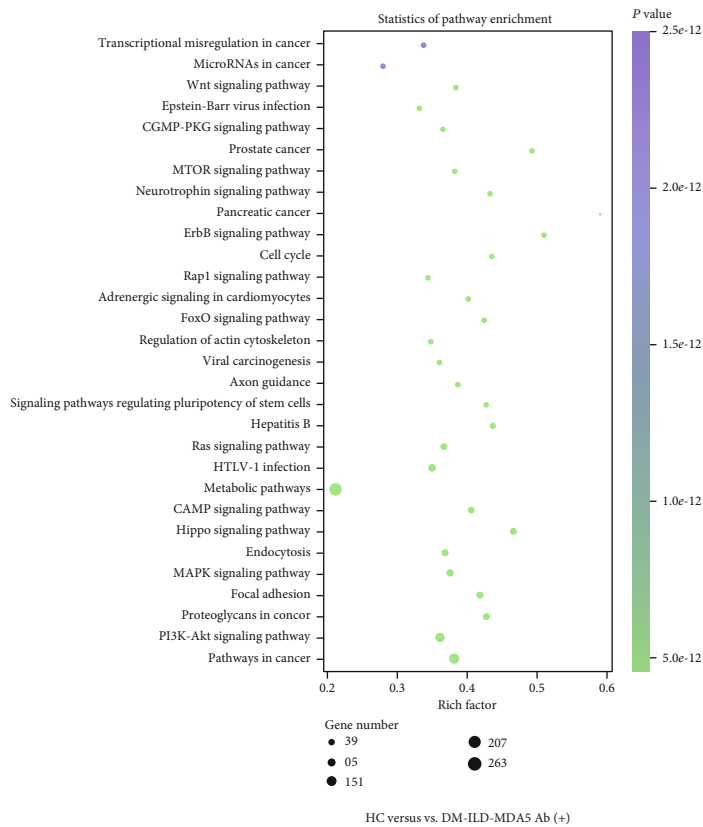 Statistics of pathway enrichment
P value
Transcriptional misregulation in cancer
MicroRNAs in cancer
Wnt signaling pathway
Epstein-Barr virus infection
CGMP-PKG signaling pathway
Prostate cancer
MTOR signaling pathway
Neurotrophin signaling pathway
Pancreatic cancer
ErbB signaling pathway
Cell cycle
Rap1 signaling pathway
Adrenergic signaling in cardiomyocytes
FoxO signaling pathway
Regulation of actin cytoskeleton
Viral carcinogenesis
Axon guidance
Signaling pathways regulating pluripotency of stem cells
Hepatitis B
Ras signaling pathway
HTLV-1 infection
Metabolic pathways
CAMP signaling pathway
Hippo signaling pathway
Endocytosis
MAPK signaling pathway
Focal adhesion
Proteoglycans in concor
PI3K-Akt signaling pathway
Pathways in cancer
2.5e-12
2.0e-12
1.5e-12
1.0e-12
5.0e-12
0.2 0.3 0.4 0.5 0.6
Rich factor
Gene number
39
05
151
207
263
HC versus vs. DM-ILD-MDA5 Ab (+)